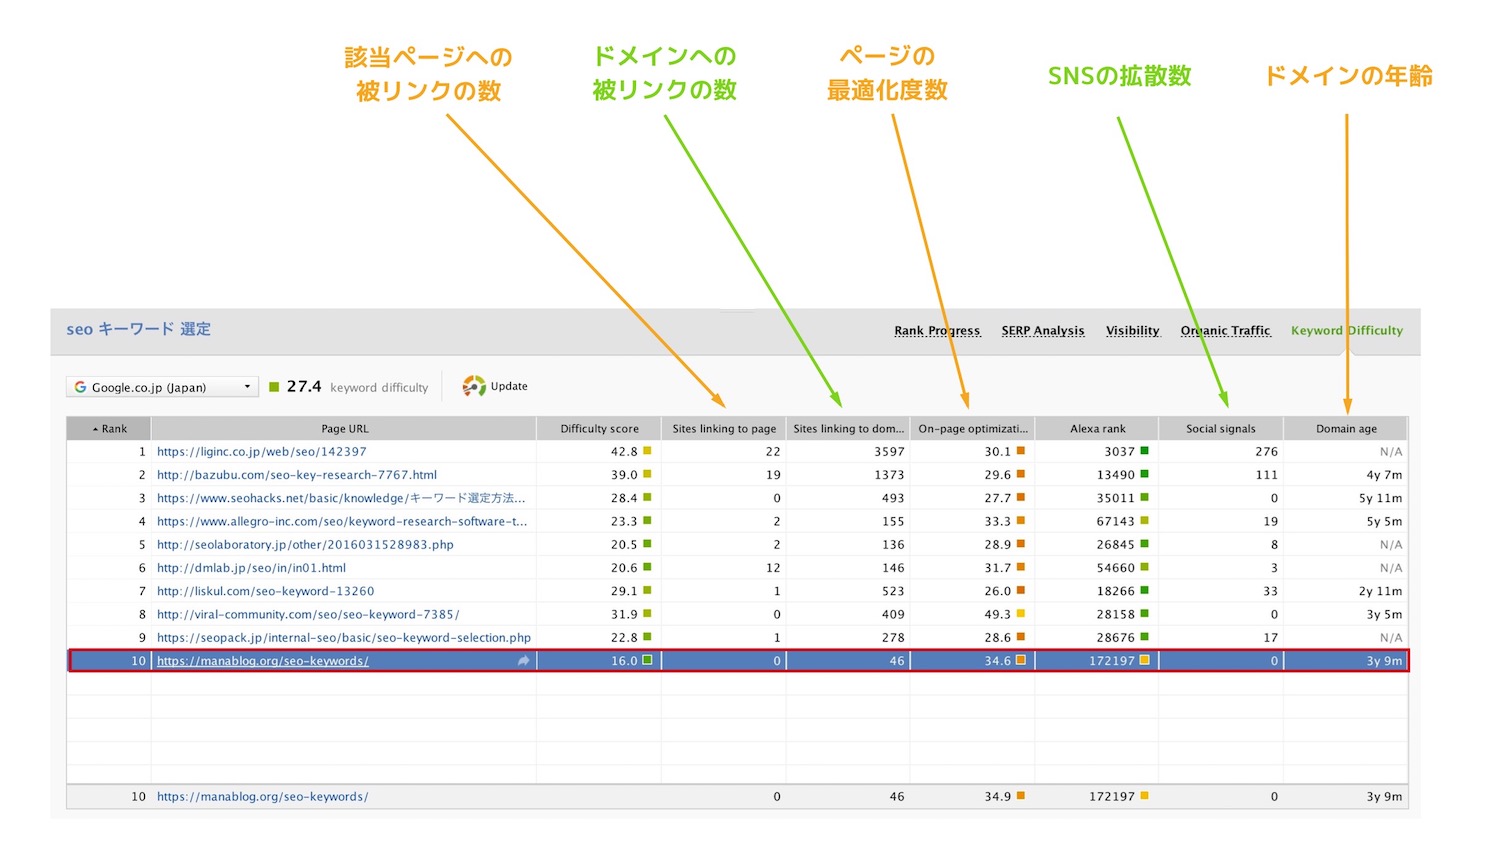 該当ページへの
被リンクの数
ドメインへの
被リンクの数
ページの
最適化度数
SNSの拡散数
ドメインの年齢
seo キーワード 選定
Rank Progress SERP Analysis Visibility Organic Traffic Keyword Difficulty
Google.co.jp (Japan) 27.4 keyword difficulty Update
Rank Page URL Difficulty score Sites linking to page Sites linking to dom... On-page optimizati... Alexa rank Social signals Domain age
1 https://liginc.co.jp/web/seo/142397 42.8 22 3597 30.1 3037 276 N/A
2 http://bazubu.com/seo-key-research-7767.html 39.0 19 1373 29.6 13490 111 4y 7m
3 https://www.seohacks.net/basic/knowledge/キーワード選定方法... 28.4 0 493 27.7 35011 0 5y 11m
4 https://www.allegro-inc.com/seo/keyword-research-software-t... 23.3 2 155 33.3 67143 19 5y 5m
5 http://seolaboratory.jp/other/2016031528983.php 20.5 2 136 28.9 26845 8 N/A
6 http://dmlab.jp/seo/in/in01.html 20.6 12 146 31.7 54660 3 N/A
7 http://liskul.com/seo-keyword-13260 29.1 1 523 26.0 18266 33 2y 11m
8 http://viral-community.com/seo/seo-keyword-7385/ 31.9 0 409 49.3 28158 0 3y 5m
9 https://seopack.jp/internal-seo/basic/seo-keyword-selection.php 22.8 1 278 28.6 28676 17 N/A
10 https://manablog.org/seo-keywords/ 16.0 0 46 34.6 172197 0 3y 9m
10 https://manablog.org/seo-keywords/ 0 46 34.9 172197 0 3y 9m